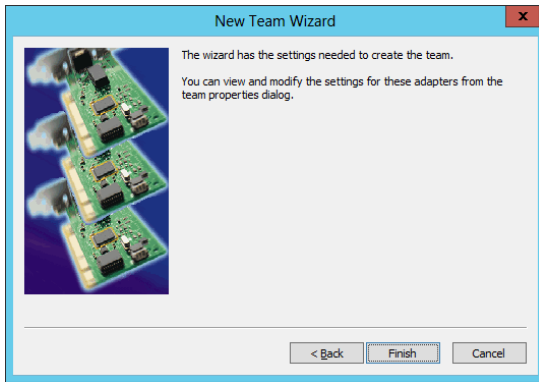 New Team Wizard
x
The wizard has the settings needed to create the team.
You can view and modify the settings for these adapters from the
team properties dialog.
< Back
Finish
Cancel